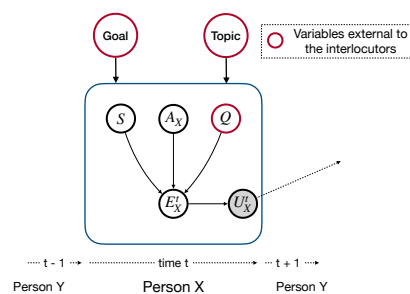 Goal
Topic
Variables external
to the
interlocutors
S
A_X
Q
E_X^t
U_X^t
t - 1
time t
t + 1
Person Y
Person X
Person Y